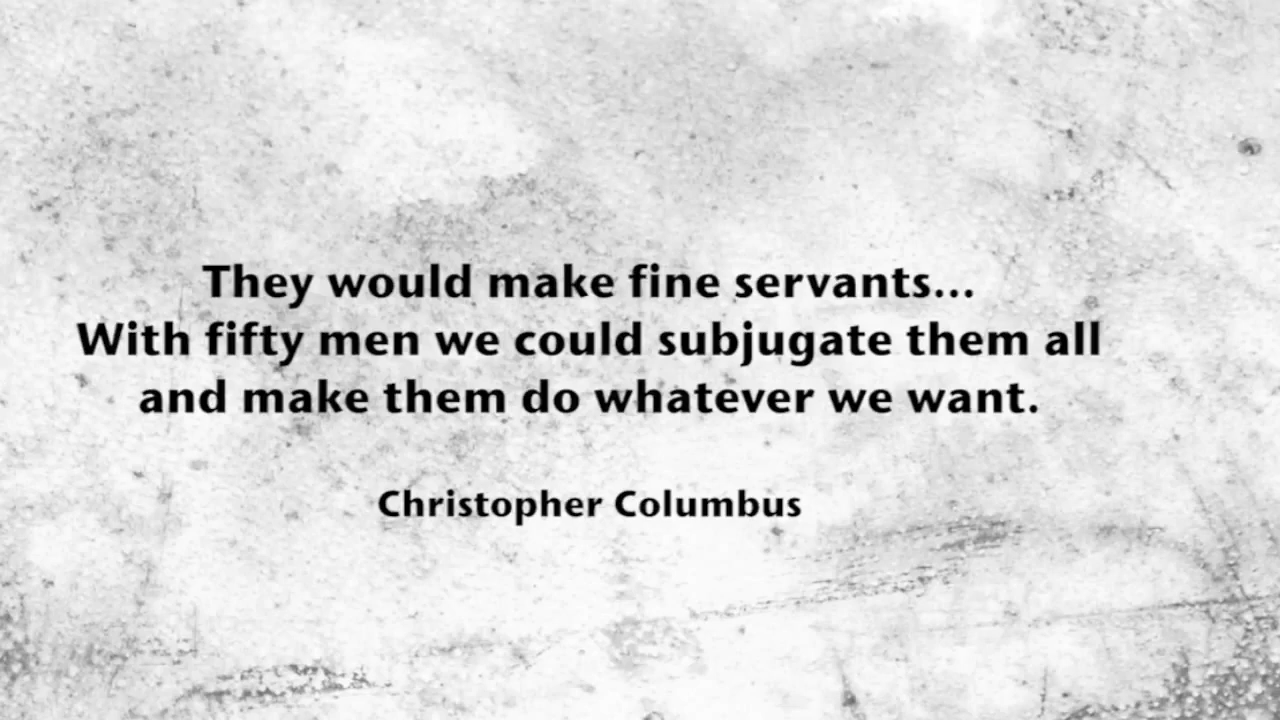 They would make fine servants...
With fifty men we could subjugate them all
and make them do whatever we want.
Christopher Columbus